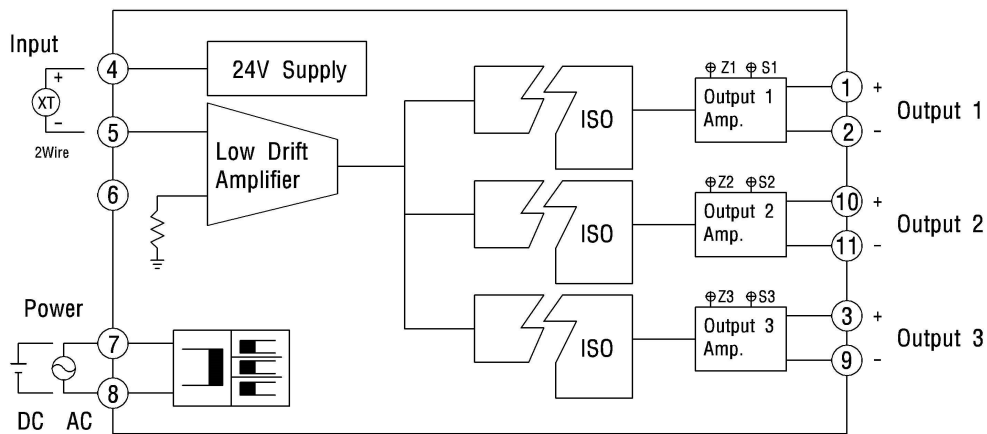 Input
4
24V Supply
+
XT
−
2Wire
5
Low Drift
Amplifier
6
Power
7
8
DC AC
ISO
Z1 S1
Output 1
Amp.
1 +
2 −
Output 1
ISO
Z2 S2
Output 2
Amp.
10 +
11 −
Output 2
ISO
Z3 S3
Output 3
Amp.
3 +
9 −
Output 3